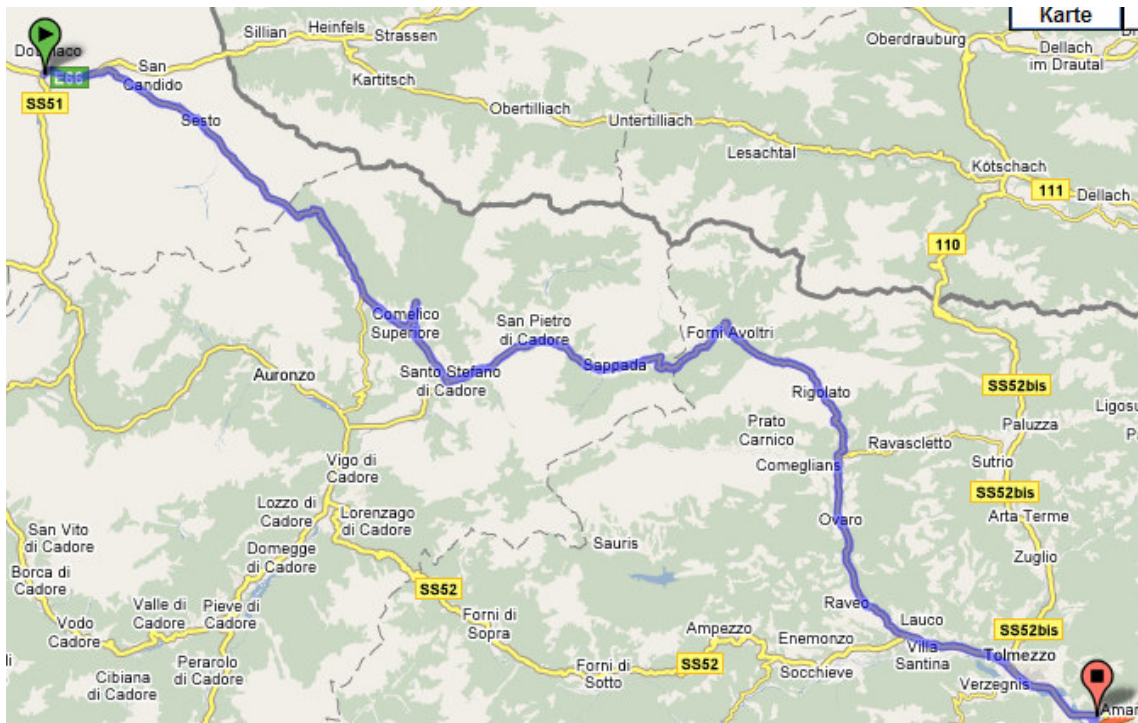 Karte
Sillian
Heinfels
Strassen
Oberdrauburg
Dellach
im Drautal
E66
San
Candido
Kartitsch
SS51
Obertilliach
Untertilliach
Sesto
Lesachtal
Kötschach
111
Dellach
110
Comelico
Superiore
San Pietro
di Cadore
Forni Avoltri
Sappada
Auronzo
Santo Stefano
di Cadore
SS52bis
Rigolato
Prato
Carnico
Ravascletto
Paluzza
Comeglians
Sutrio
Vigo di
Cadore
SS52bis
Lozzo di
Cadore
Lorenzago
di Cadore
Ovaro
Arta Terme
San Vito
di Cadore
Sauris
Domegge
di Cadore
Zuglio
Borca di
Cadore
SS52
Valle di
Cadore
Pieve di
Cadore
Raveo
Forni di
Sopra
Lauco
Vodo
Cadore
Ampezzo
Enemonzo
SS52bis
Villa
Santina
Tolmezzo
Perarolo
di Cadore
Cibiana
di Cadore
Forni di
Sotto
SS52
Socchieve
Verzegnis